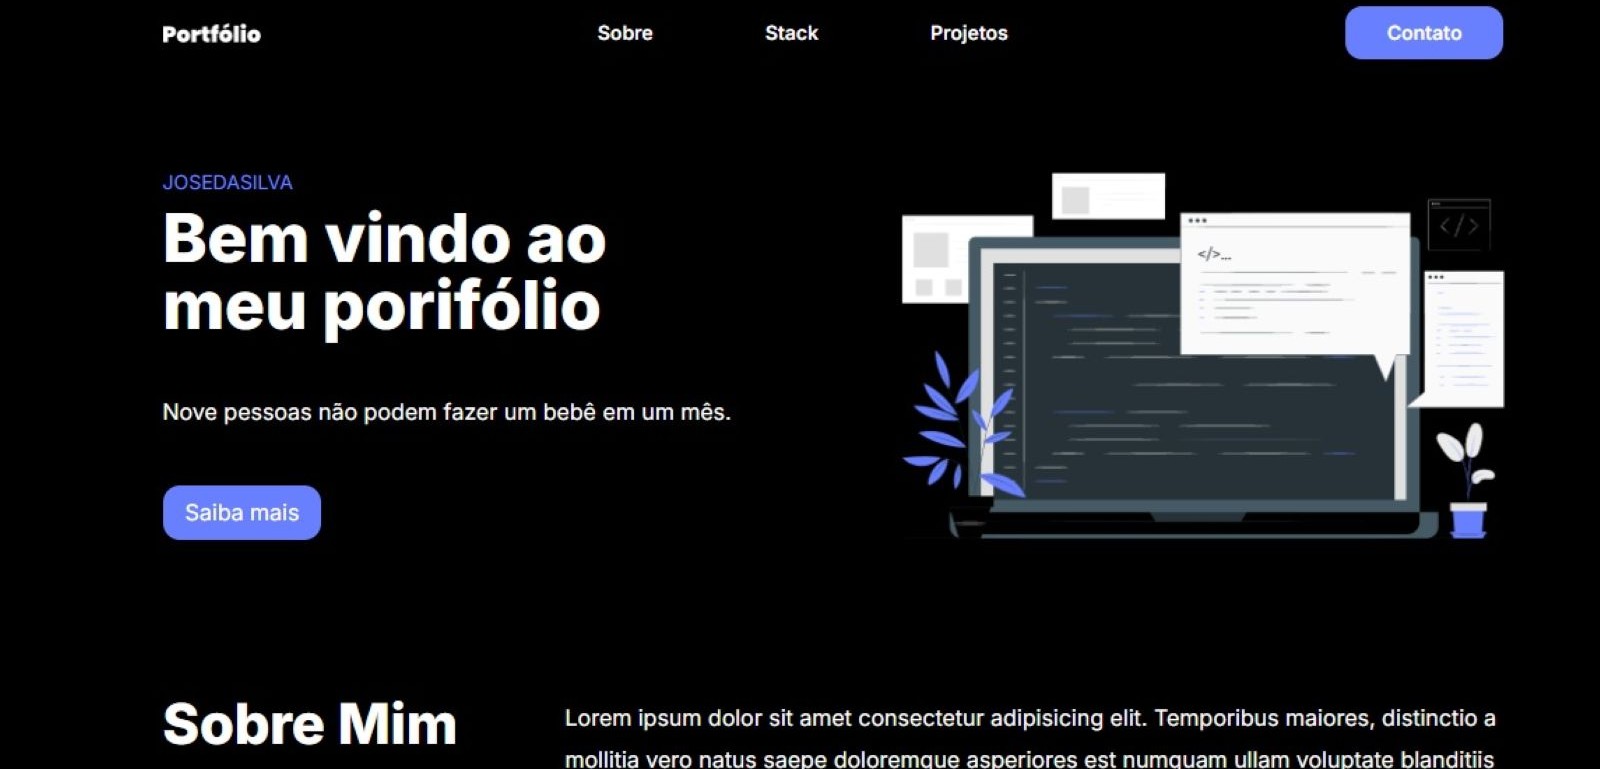 Portfólio
Sobre
Stack
Projetos
Contato
JOSEDASILVA
Bem vindo ao
meu porifólio
</>...
</>
Nove pessoas não podem fazer um bebê em um mês.
Saiba mais
Sobre Mim
Lorem ipsum dolor sit amet consectetur adipisicing elit. Temporibus maiores, distinctio a
mollitia vero natus saepe doloremque asperiores est numquam ullam voluptate blanditiis